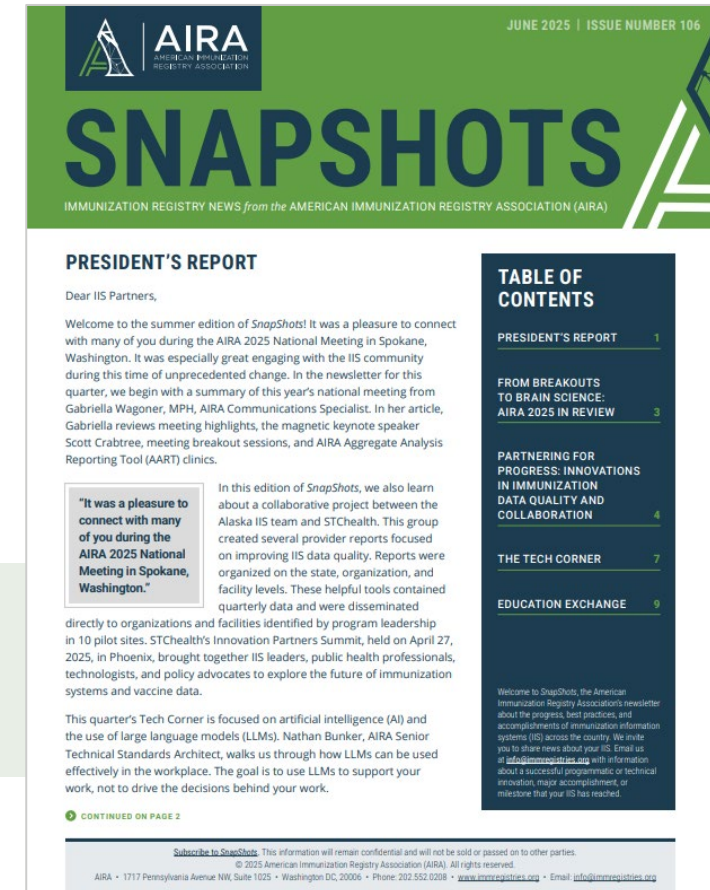 AIRA
AMERICAN IMMUNIZATION
REGISTRY ASSOCIATION
JUNE 2025 | ISSUE NUMBER 106
SNAPSHOTS
IMMUNIZATION REGISTRY NEWS from the AMERICAN IMMUNIZATION REGISTRY ASSOCIATION (AIRA)
PRESIDENT'S REPORT
Dear IIS Partners,
Welcome to the summer edition of SnapShots! It was a pleasure to connect
with many of you during the AIRA 2025 National Meeting in Spokane,
Washington. It was especially great engaging with the IIS community
during this time of unprecedented change. In the newsletter for this
quarter, we begin with a summary of this year's national meeting from
Gabriella Wagoner, MPH, AIRA Communications Specialist. In her article,
Gabriella reviews meeting highlights, the magnetic keynote speaker
Scott Crabtree, meeting breakout sessions, and AIRA Aggregate Analysis
Reporting Tool (AART) clinics.
"It was a pleasure to
connect with many
of you during the
AIRA 2025 National
Meeting in Spokane,
Washington."
In this edition of SnapShots, we also learn
about a collaborative project between the
Alaska IIS team and STChealth. This group
created several provider reports focused
on improving IIS data quality. Reports were
organized on the state, organization, and
facility levels. These helpful tools contained
quarterly data and were disseminated
directly to organizations and facilities identified by program leadership
in 10 pilot sites. STChealth's Innovation Partners Summit, held on April 27,
2025, in Phoenix, brought together IIS leaders, public health professionals,
technologists, and policy advocates to explore the future of immunization
systems and vaccine data.
This quarter's Tech Corner is focused on artificial intelligence (AI) and
the use of large language models (LLMs). Nathan Bunker, AIRA Senior
Technical Standards Architect, walks us through how LLMs can be used
effectively in the workplace. The goal is to use LLMs to support your
work, not to drive the decisions behind your work.
CONTINUED ON PAGE 2
TABLE OF
CONTENTS
PRESIDENT'S REPORT 1
FROM BREAKOUTS
TO BRAIN SCIENCE:
AIRA 2025 IN REVIEW 3
PARTNERING FOR
PROGRESS: INNOVATIONS
IN IMMUNIZATION
DATA QUALITY AND
COLLABORATION 4
THE TECH CORNER 7
EDUCATION EXCHANGE 9
Welcome to SnapShots, the American
Immunization Registry Association's newsletter
about the progress, best practices, and
accomplishments of immunization information
systems (IIS) across the country. We invite
you to share news about your IIS. Email us
at info@immregistries.org with information
about a successful programmatic or technical
innovation, major accomplishment, or
milestone that your IIS has reached.
Subscribe to SnapShots. This information will remain confidential and will not be sold or passed on to other parties.
© 2025 American Immunization Registry Association (AIRA). All rights reserved.
AIRA • 1717 Pennsylvania Avenue NW, Suite 1025 • Washington DC, 20006 • Phone: 202.552.0208 • www.immregistries.org • Email: info@immregistries.org